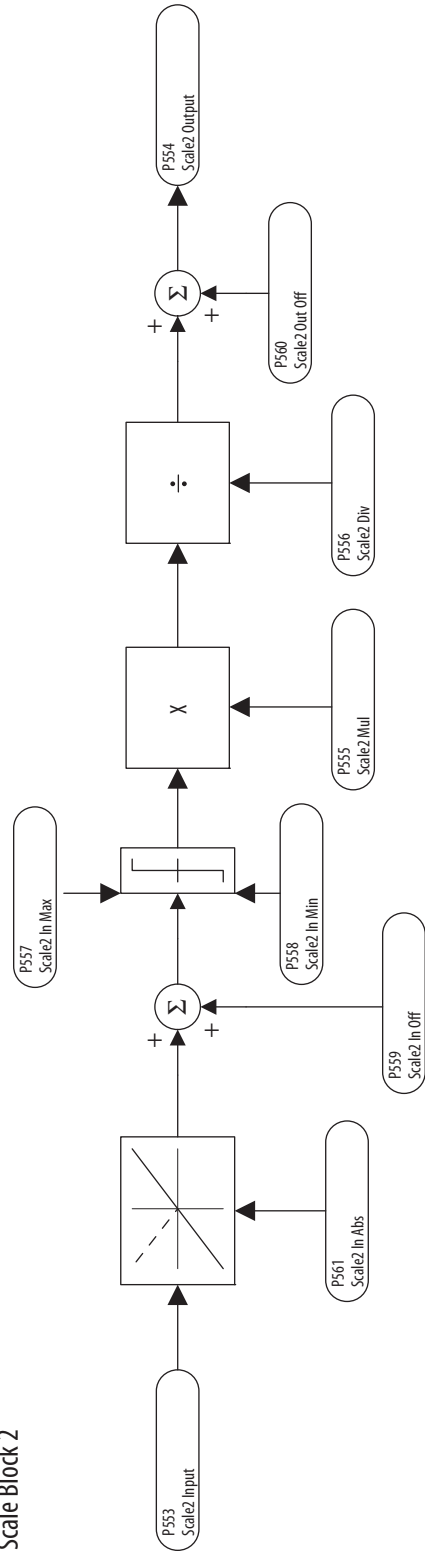 Scale Block 2
P553
Scale2 Input
P561
Scale2 In Abs
+
Σ
+
P559
Scale2 In Off
P557
Scale2 In Max
P558
Scale2 In Min
X
P555
Scale2 Mul
÷
P556
Scale2 Div
+
Σ
+
P560
Scale2 Out Off
P554
Scale2 Output